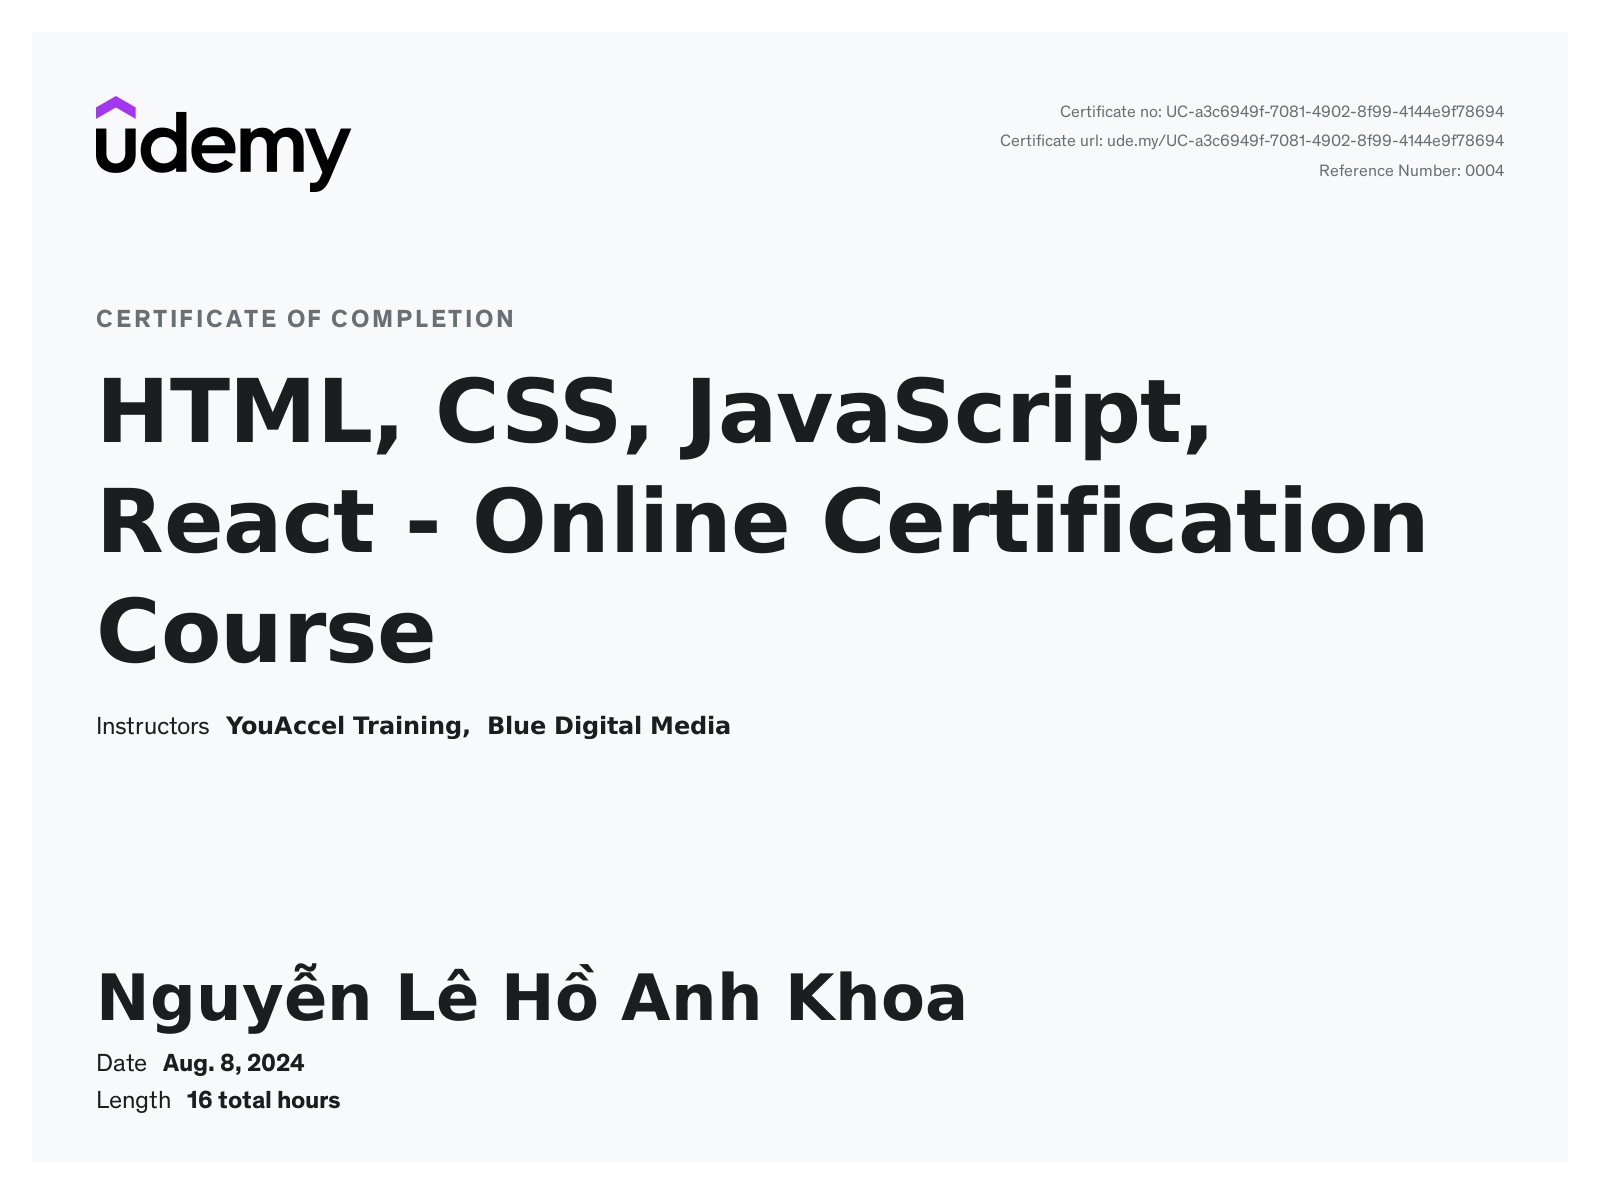 udemy
Certificate no: UC-a3c6949f-7081-4902-8f99-4144e9f78694
Certificate url: ude.my/UC-a3c6949f-7081-4902-8f99-4144e9f78694
Reference Number: 0004
CERTIFICATE OF COMPLETION
HTML, CSS, JavaScript,
React - Online Certification
Course
Instructors YouAccel Training, Blue Digital Media
Nguyễn Lê Hồ Anh Khoa
Date Aug. 8, 2024
Length 16 total hours